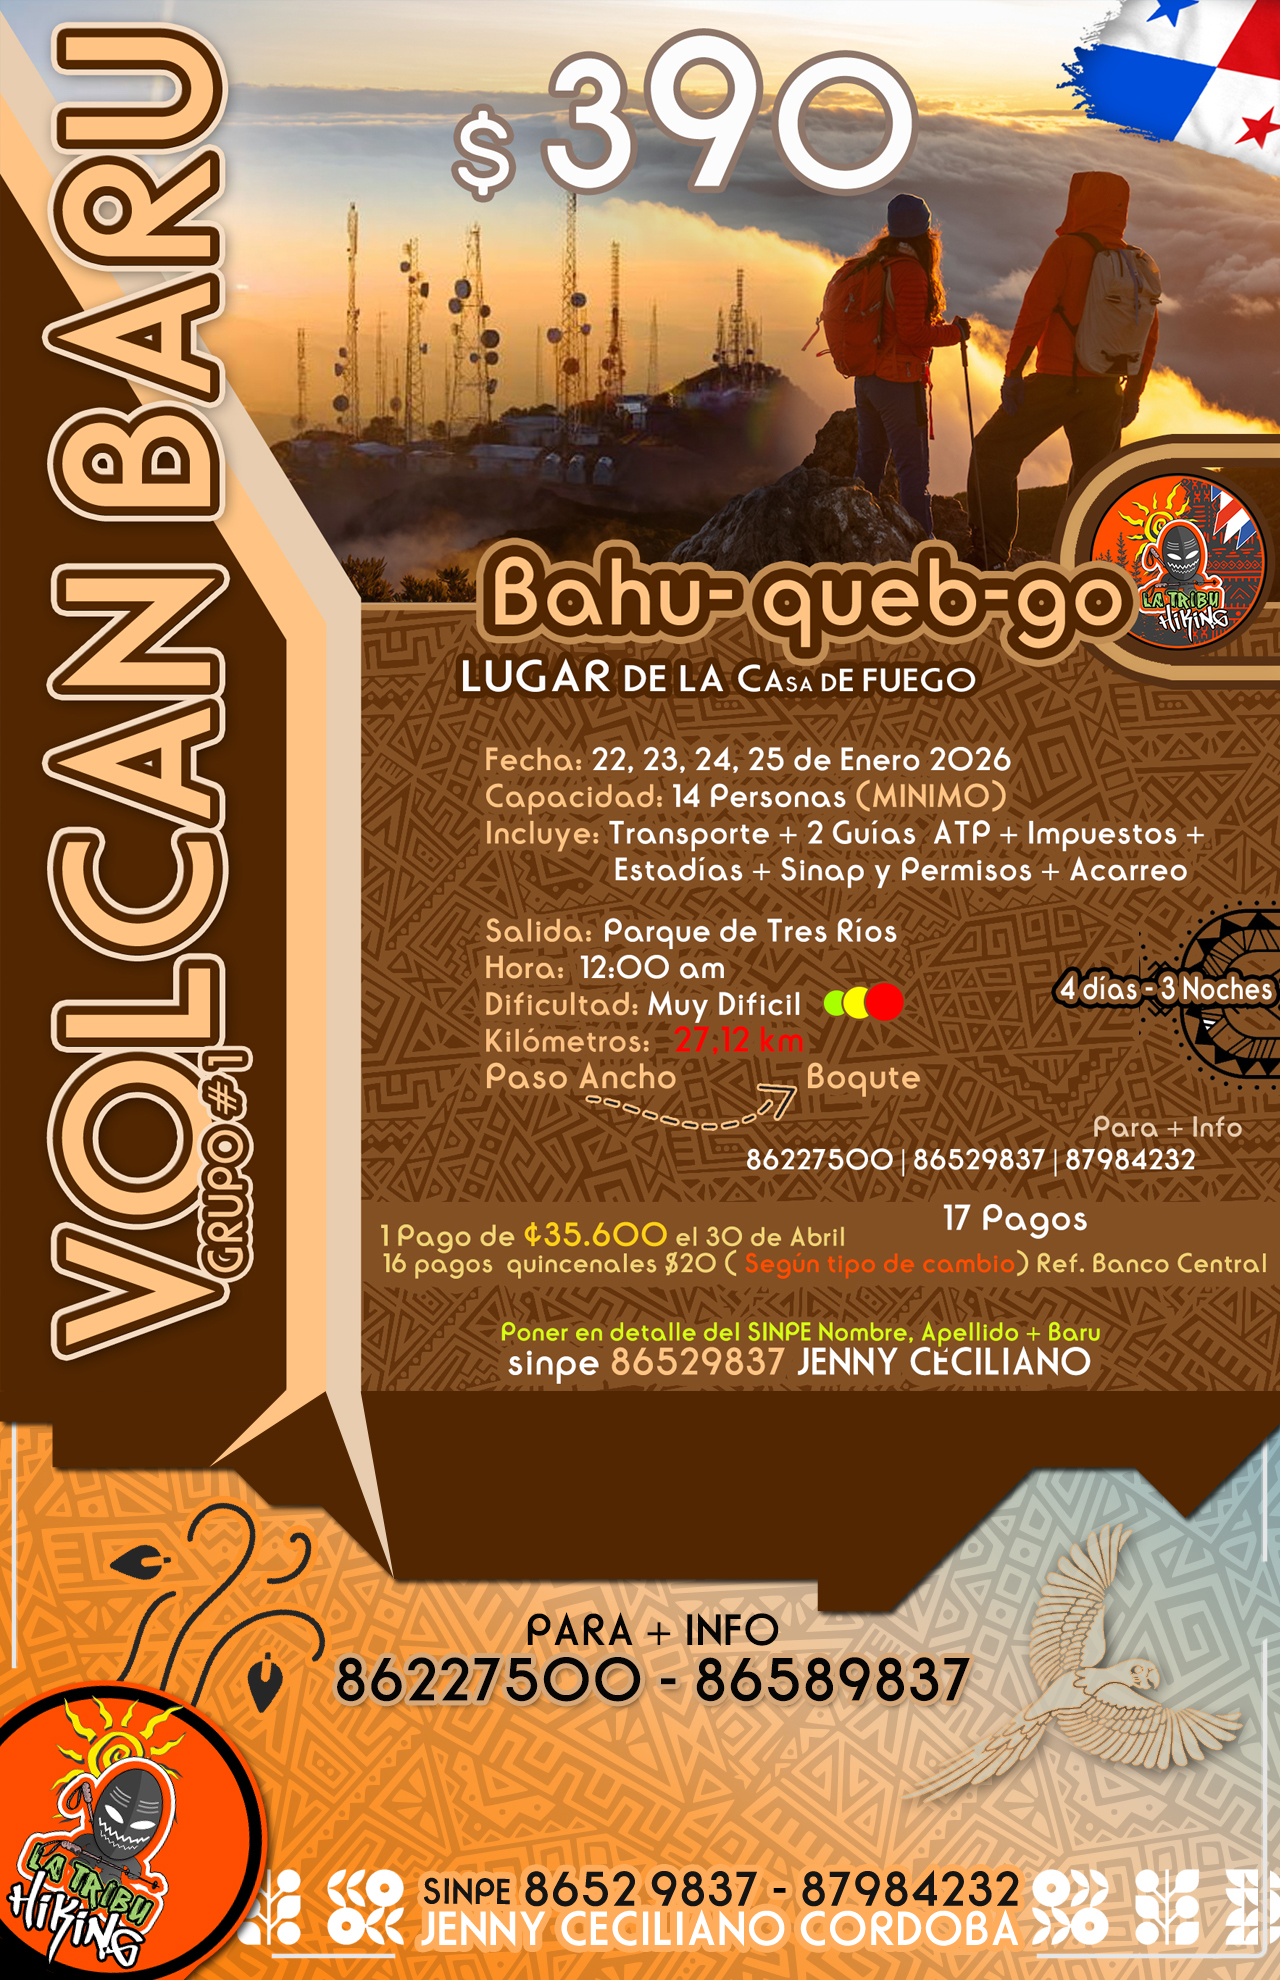 $ 390
VOLCAN BARU
GRUPO #1
LA TRIBU
HIKING
Bahu-queb-go
LUGAR DE LA CASA DE FUEGO
Fecha: 22, 23, 24, 25 de Enero 2026
Capacidad: 14 Personas (MINIMO)
Incluye: Transporte + 2 Guías ATP + Impuestos +
Estadías + Sinap y Permisos + Acarreo
Salida: Parque de Tres Ríos
Hora: 12:00 am
Dificultad: Muy Dificil
Kilómetros: 27,12 km
Paso Ancho Boqute
4 días - 3 Noches
Para + Info
86227500 | 86529837 | 87984232
17 Pagos
1 Pago de ¢35.600 el 30 de Abril
16 pagos quincenales $20 ( Según tipo de cambio) Ref. Banco Central
Poner en detalle del SINPE Nombre, Apellido + Baru
sinpe 86529837 JENNY CECILIANO
PARA + INFO
86227500 - 86589837
LA TRIBU
HIKING
SINPE 8652 9837 - 87984232
JENNY CECILIANO CORDOBA